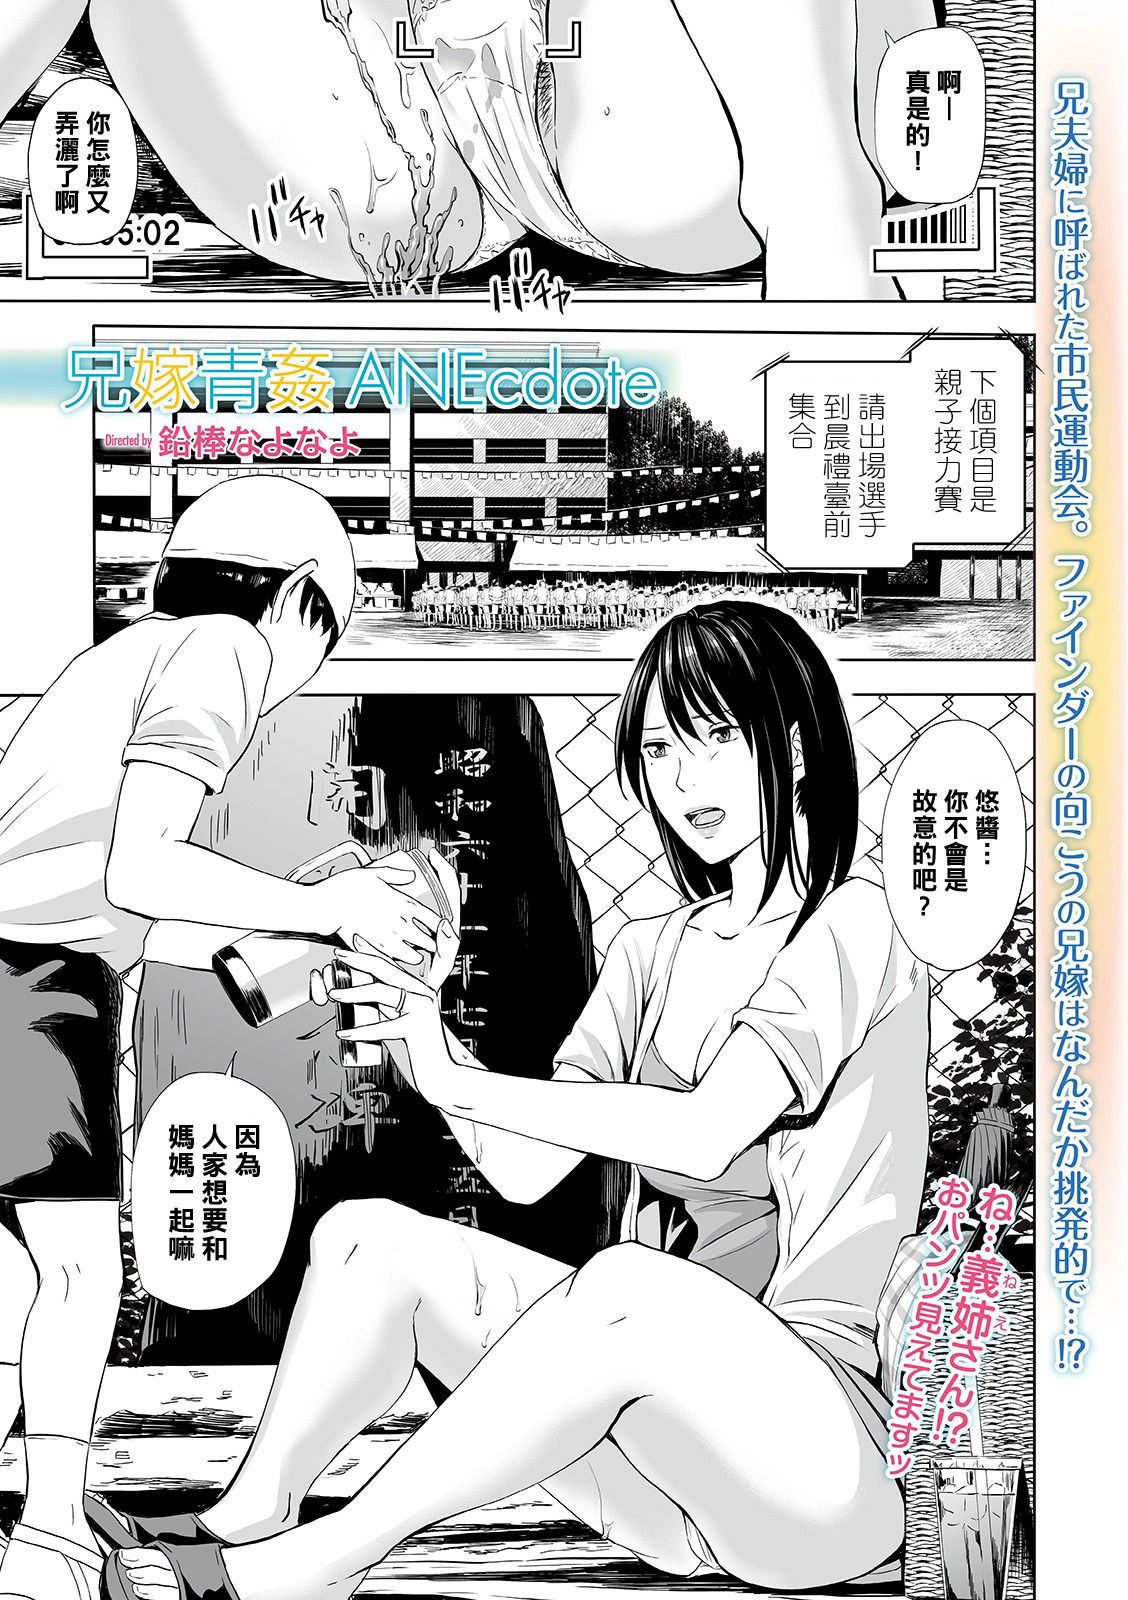 啊—
真是的！
你怎麼又
弄灑了啊
バチャ
バチャ
05:02
兄夫婦に呼ばれた市民運動会。ファインダーの向こうの兄嫁はなんだか挑発的で…!?
兄嫁青姦 ANEcdote
Directed by 鉛棒なよなよ
下個項目是
親子接力賽
請出場選手
到晨禮臺前
集合
悠醬…
你不會是
故意的吧？
因為
人家想要和
媽媽一起嘛
ね…義姉さん!?
ねえ
おパンツ見えてますッ